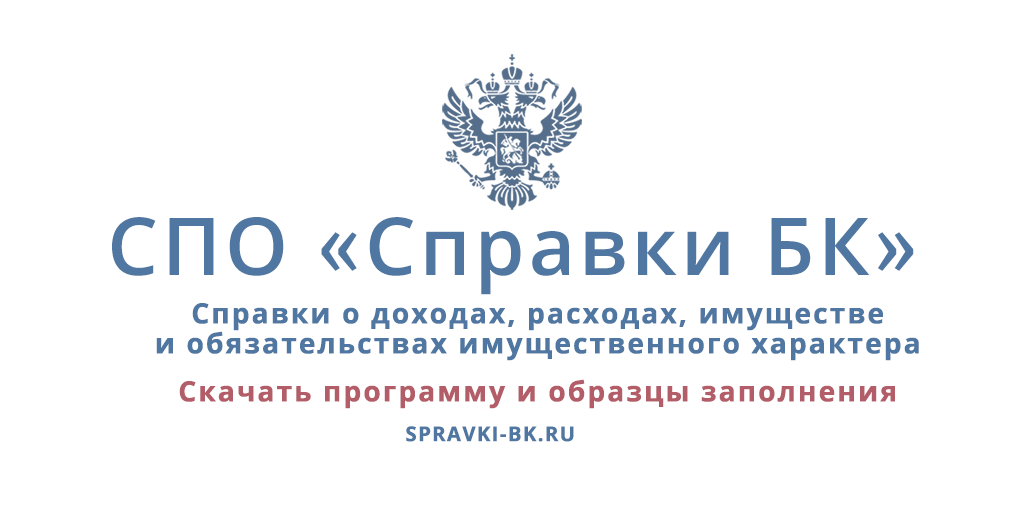 СПО «Справки БК»
Справки о доходах, расходах, имуществе
и обязательствах имущественного характера
Скачать программу и образцы заполнения
SPRAVKI-BK.RU